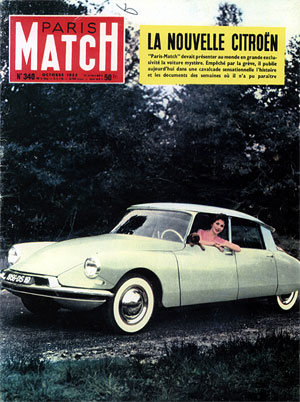 PARIS
MATCH
N° 340
OCTOBRE 1955
50 Fr.
LA NOUVELLE CITROËN
"Paris-Match" devait présenter au monde en grande exclu-
sivité la voiture mystère. Empêché par la grève, il publie
aujourd'hui dans une cavalcade sensationnelle l'histoire
et les documents des semaines où il n'a pu paraître